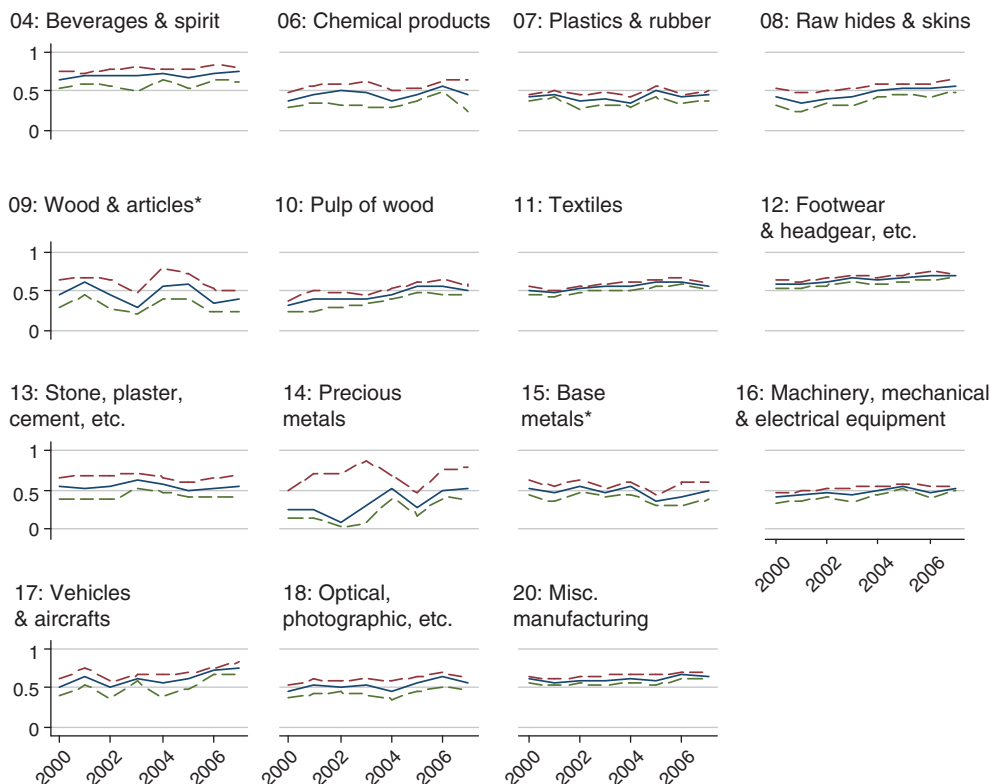 04: Beverages & spirit
06: Chemical products
07: Plastics & rubber
08: Raw hides & skins
1
0.5
0
09: Wood & articles*
10: Pulp of wood
11: Textiles
12: Footwear
& headgear, etc.
1
0.5
0
13: Stone, plaster,
cement, etc.
14: Precious
metals
15: Base
metals*
16: Machinery, mechanical
& electrical equipment
1
0.5
0
2000
2002
2004
2006
17: Vehicles
& aircrafts
18: Optical,
photographic, etc.
20: Misc.
manufacturing
1
0.5
0
2000
2002
2004
2006
2000
2002
2004
2006
2000
2002
2004
2006